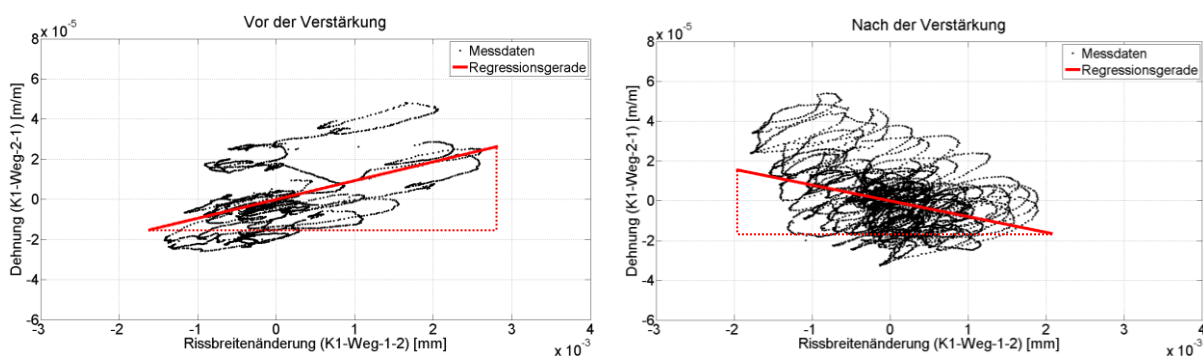 Vor der Verstärkung
x 10⁻⁵
8
6
4
2
0
-2
-4
-6
Dehnung (K1-Weg-2-1) [m/m]
Messdaten
Regressionsgerade
-3 -2 -1 0 1 2 3 4
Rissbreitenänderung (K1-Weg-1-2) [mm]
x 10⁻³
Nach der Verstärkung
x 10⁻⁵
8
6
4
2
0
-2
-4
-6
Dehnung (K1-Weg-2-1) [m/m]
Messdaten
Regressionsgerade
-3 -2 -1 0 1 2 3 4
Rissbreitenänderung (K1-Weg-1-2) [mm]
x 10⁻³